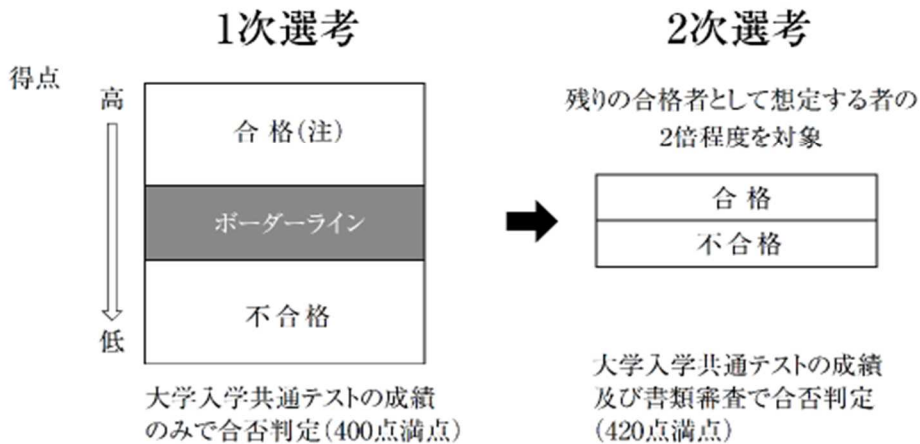 1次選考
得点
高
合格(注)
ボーダーライン
不合格
低
大学入学共通テストの成績
のみで合否判定(400点満点)
2次選考
残りの合格者として想定する者の
2倍程度を対象
合格
不合格
大学入学共通テストの成績
及び書類審査で合否判定
(420点満点)